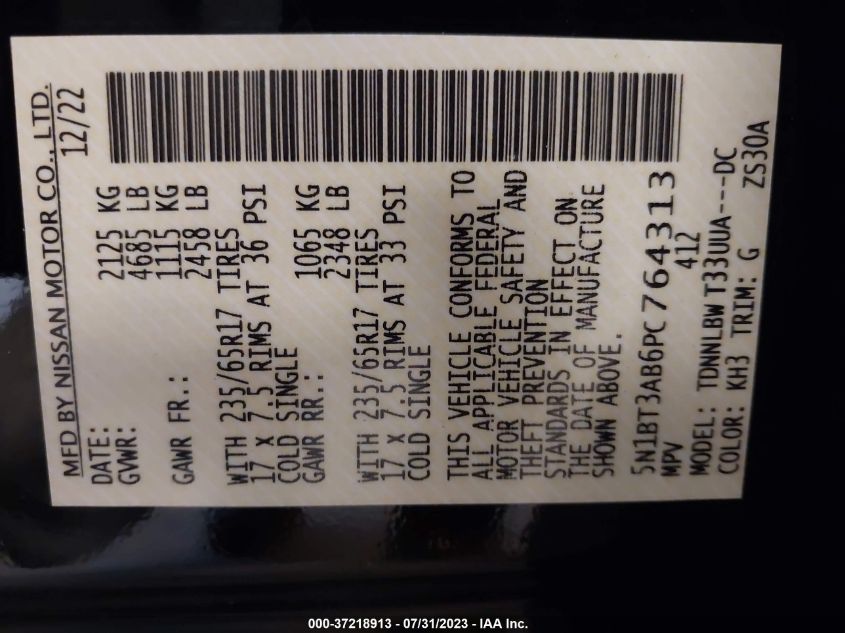 MFD BY NISSAN MOTOR CO., LTD.
DATE: 12/22
GVWR: 2125 KG
4685 LB
GAWR FR.: 1115 KG
2458 LB
WITH 235/65R17 TIRES
17 X 7.5 RIMS AT 36 PSI
COLD SINGLE
GAWR RR.: 1065 KG
2348 LB
WITH 235/65R17 TIRES
17 X 7.5 RIMS AT 33 PSI
COLD SINGLE
THIS VEHICLE CONFORMS TO
ALL APPLICABLE FEDERAL
MOTOR VEHICLE SAFETY AND
THEFT PREVENTION
STANDARDS IN EFFECT ON
THE DATE OF MANUFACTURE
SHOWN ABOVE.
5N1BT3AB6PC764313
MPV 412
MODEL: TDNNLBW T33UUA---DC
COLOR: KH3 TRIM: G ZS30A
000-37218913 - 07/31/2023 - IAA Inc.